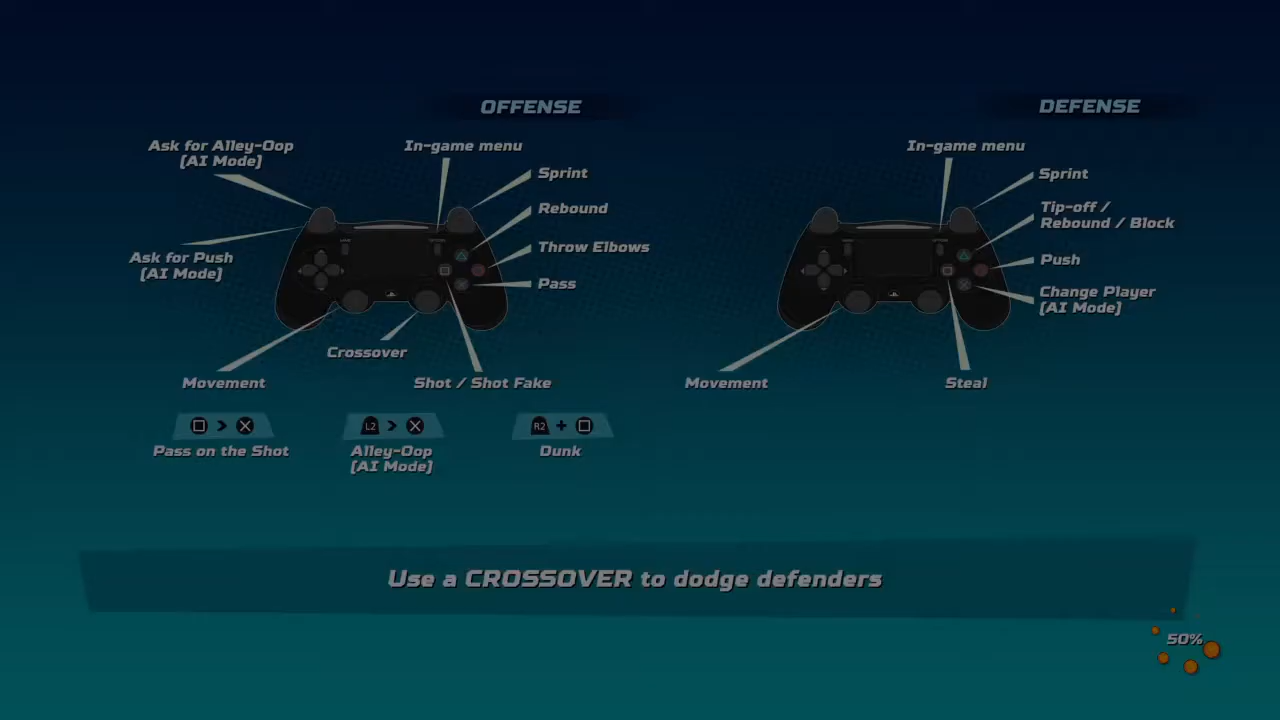 OFFENSE
Ask for Alley-Oop
[AI Mode]
In-game menu
Sprint
Rebound
Throw Elbows
Ask for Push
[AI Mode]
Pass
Crossover
Movement
Shot / Shot Fake
Pass on the Shot
L2
Alley-Oop
[AI Mode]
R2 +
Dunk
DEFENSE
In-game menu
Sprint
Tip-off /
Rebound / Block
Push
Change Player
[AI Mode]
Movement
Steal
Use a CROSSOVER to dodge defenders
50%